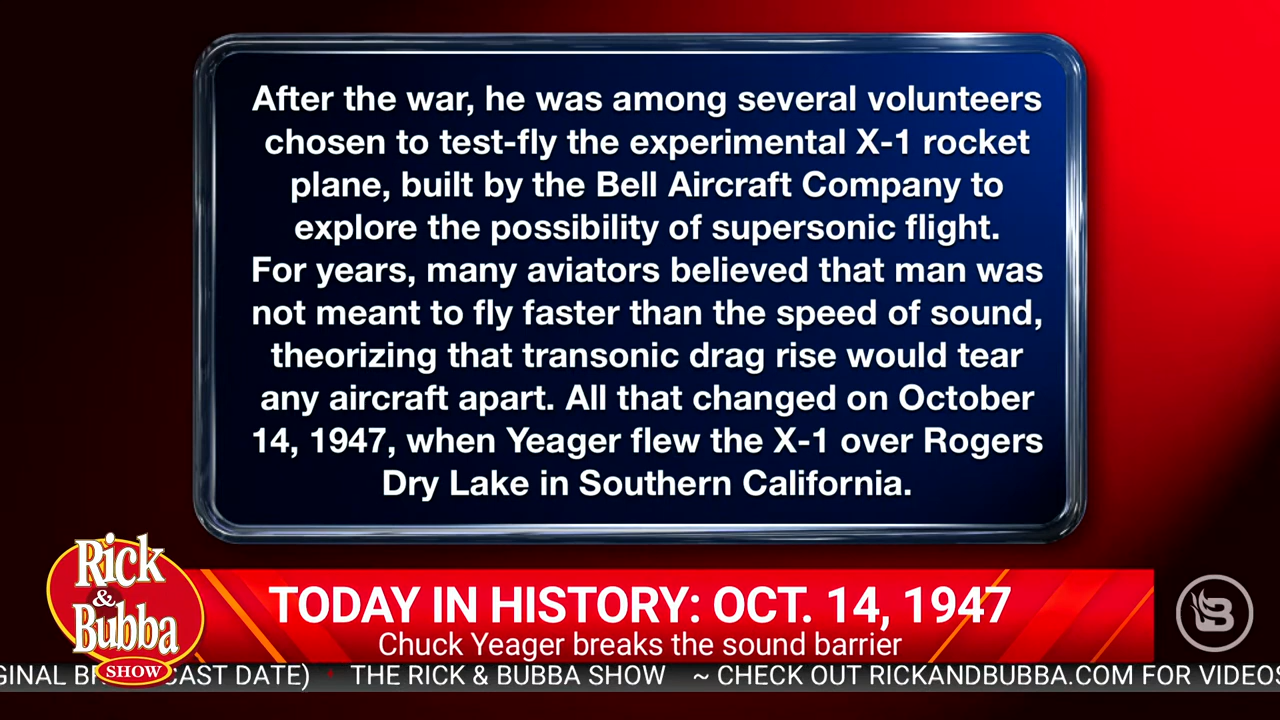 After the war, he was among several volunteers
chosen to test-fly the experimental X-1 rocket
plane, built by the Bell Aircraft Company to
explore the possibility of supersonic flight.
For years, many aviators believed that man was
not meant to fly faster than the speed of sound,
theorizing that transonic drag rise would tear
any aircraft apart. All that changed on October
14, 1947, when Yeager flew the X-1 over Rogers
Dry Lake in Southern California.
Rick
&
Bubba
SHOW
TODAY IN HISTORY: OCT. 14, 1947
Chuck Yeager breaks the sound barrier
B
DATE) • THE RICK & BUBBA SHOW ~ CHECK OUT RICKANDBUBBA.COM FOR VIDEOS